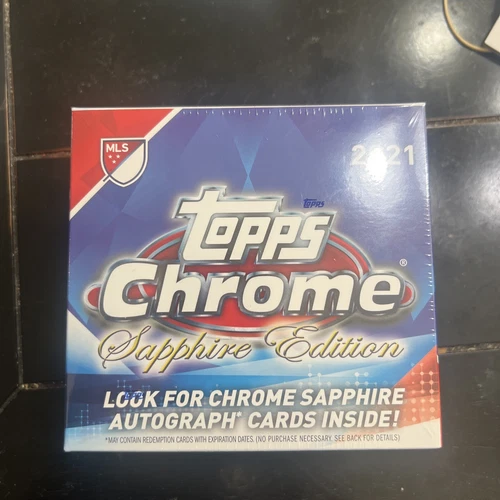 MLS
2021
TOPPS
Topps
Chrome®
Sapphire Edition
LOOK FOR CHROME SAPPHIRE
AUTOGRAPH* CARDS INSIDE!
*MAY CONTAIN REDEMPTION CARDS WITH EXPIRATION DATES. (NO PURCHASE NECESSARY. SEE BACK FOR DETAILS)